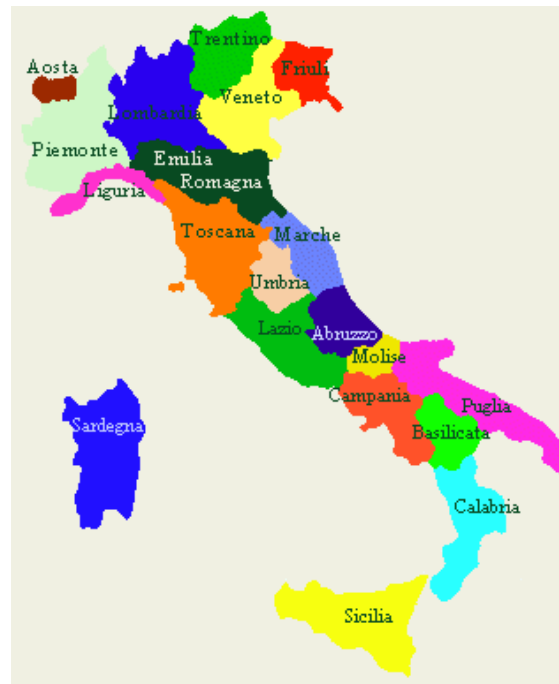 Trentino
Aosta
Friuli
Veneto
Lombardia
Piemonte
Emilia
Romagna
Liguria
Toscana
Marche
Umbria
Lazio
Abruzzo
Molise
Campania
Puglia
Sardegna
Basilicata
Calabria
Sicilia